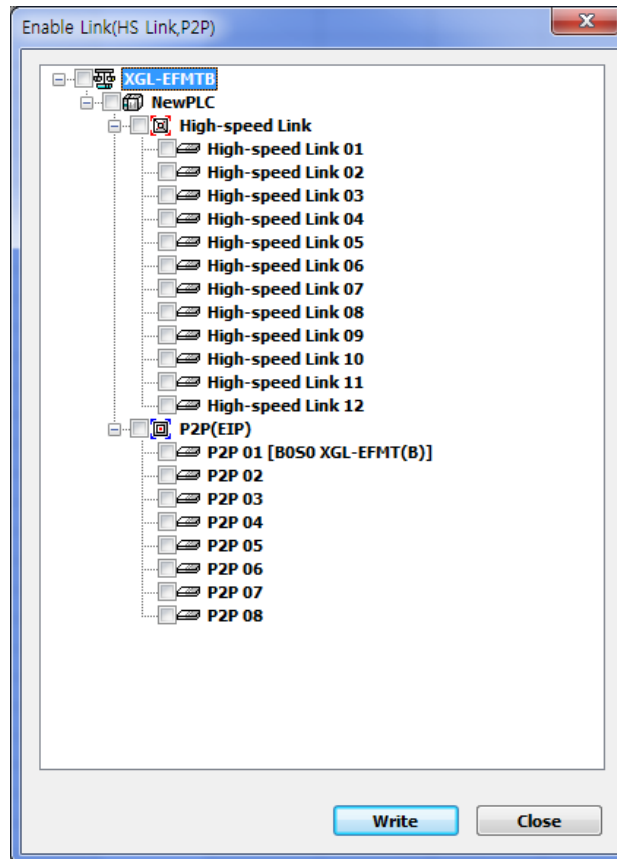 Enable Link(HS Link,P2P)
XGL-EFMTB
NewPLC
High-speed Link
High-speed Link 01
High-speed Link 02
High-speed Link 03
High-speed Link 04
High-speed Link 05
High-speed Link 06
High-speed Link 07
High-speed Link 08
High-speed Link 09
High-speed Link 10
High-speed Link 11
High-speed Link 12
P2P(EIP)
P2P 01 [B0S0 XGL-EFMT(B)]
P2P 02
P2P 03
P2P 04
P2P 05
P2P 06
P2P 07
P2P 08
Write Close